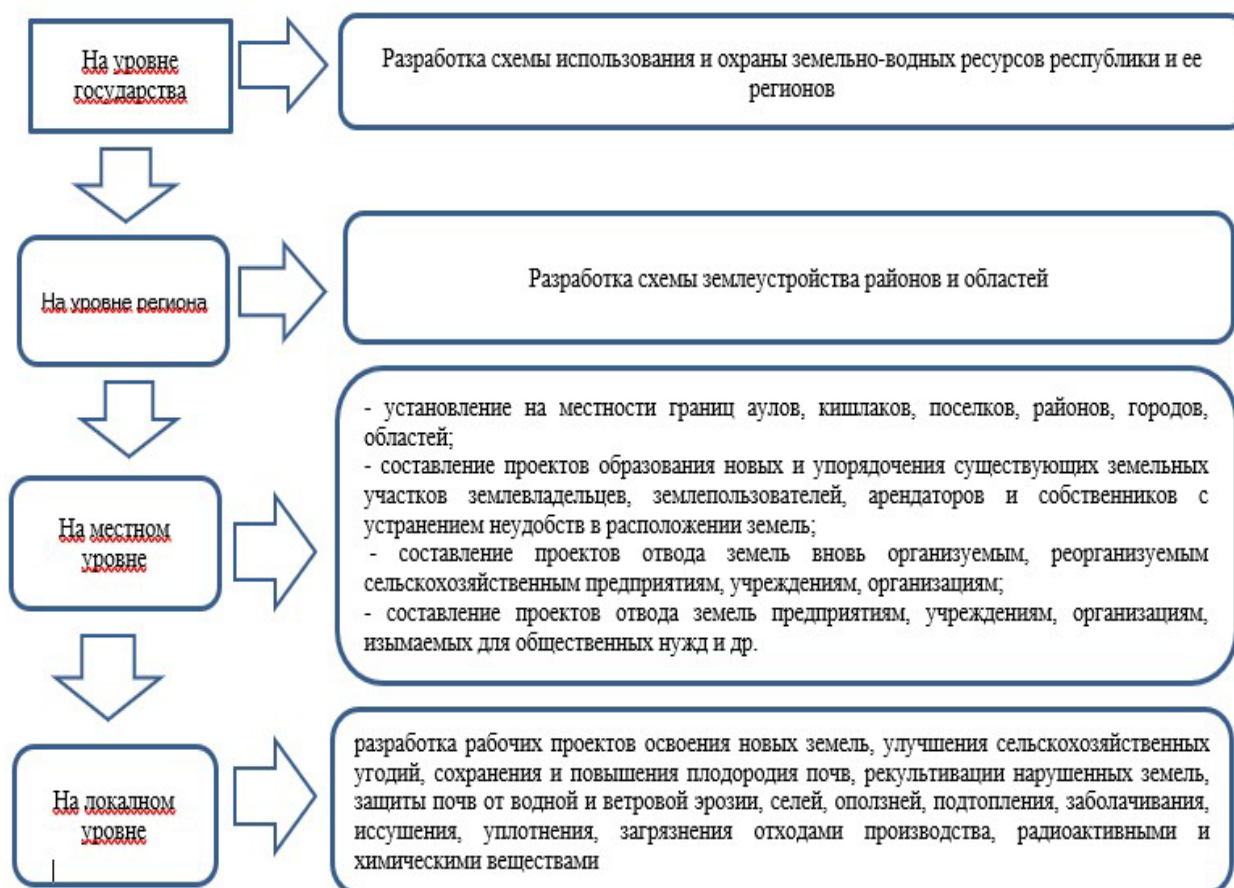 На уровне
государства
Разработка схемы использования и охраны земельно-водных ресурсов республики и ее
регионов
На уровне региона
Разработка схемы землеустройства районов и областей
На местном
уровне
- установление на местности границ аулов, кишлаков, поселков, районов, городов,
областей;
- составление проектов образования новых и упорядочения существующих земельных
участков землевладельцев, землепользователей, арендаторов и собственников с
устранением неудобств в расположении земель;
- составление проектов отвода земель вновь организуемым, реорганизуемым
сельскохозяйственным предприятиям, учреждениям, организациям;
- составление проектов отвода земель предприятиям, учреждениям, организациям,
изымаемых для общественных нужд и др.
На локалном
уровне
разработка рабочих проектов освоения новых земель, улучшения сельскохозяйственных
угодий, сохранения и повышения плодородия почв, рекультивации нарушенных земель,
защиты почв от водной и ветровой эрозии, селей, оползней, подтопления, заболачивания,
иссушения, уплотнения, загрязнения отходами производства, радиоактивными и
химическими веществами